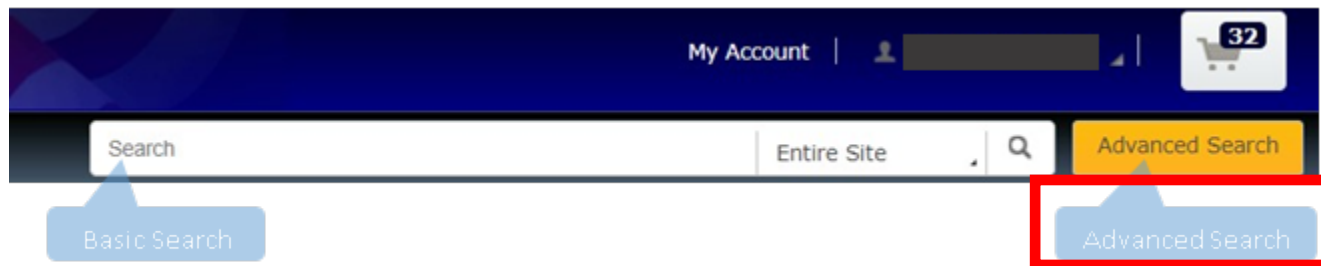 My Account
32
Search
Entire Site
Advanced Search
Basic Search
Advanced Search